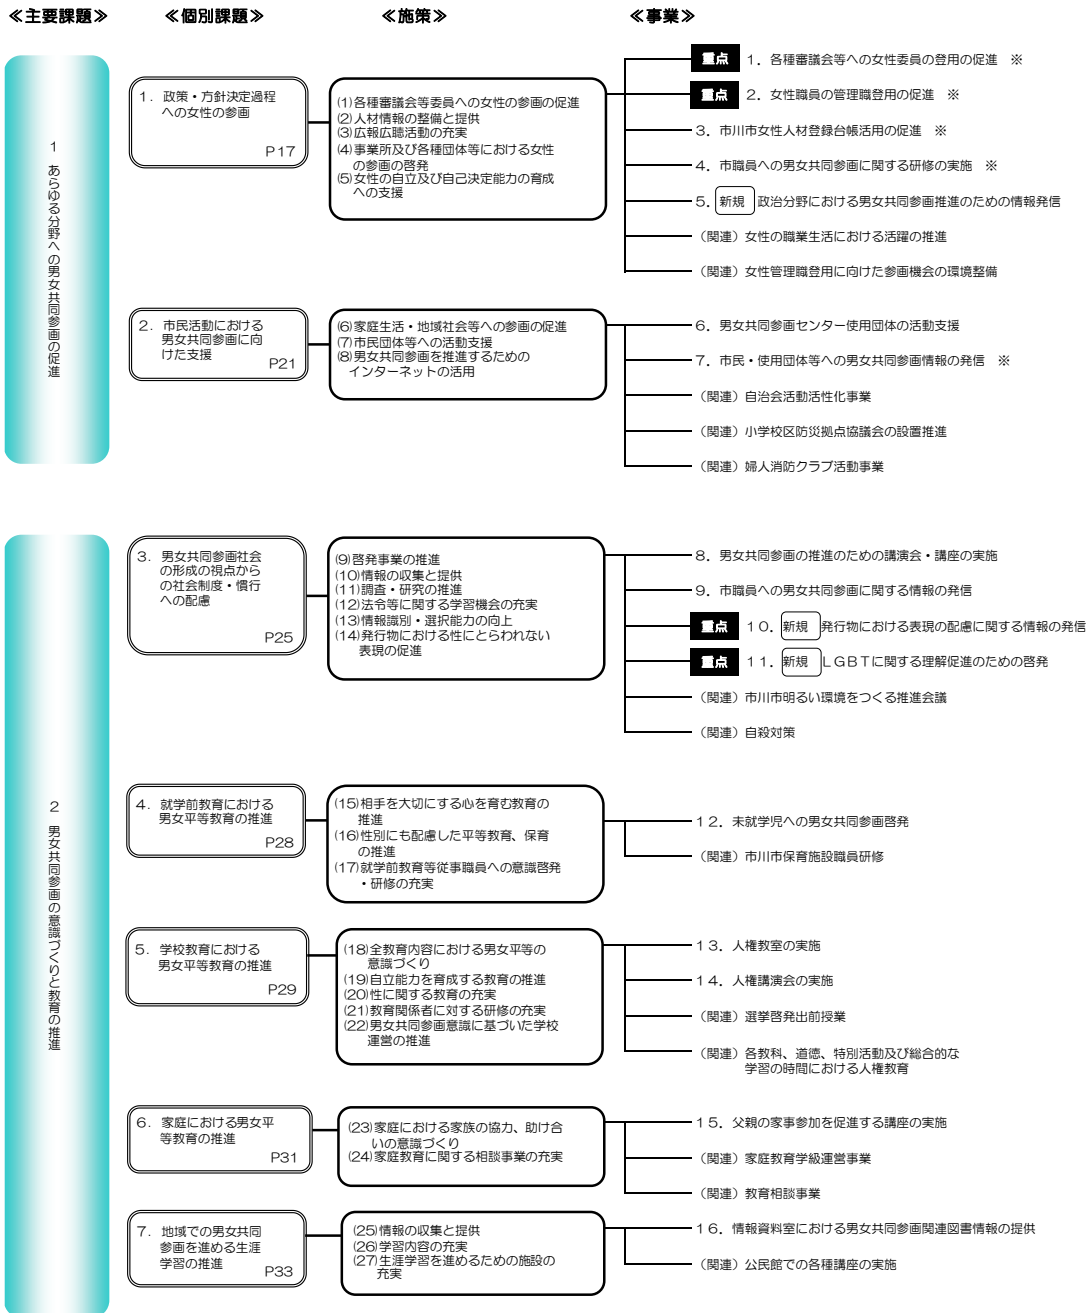 ≪主要課題≫ ≪個別課題≫ ≪施策≫ ≪事業≫
1 あらゆる分野への男女共同参画の促進
1．政策・方針決定過程
への女性の参画
P17
(1)各種審議会等委員への女性の参画の促進
(2)人材情報の整備と提供
(3)広報広聴活動の充実
(4)事業所及び各種団体等における女性
の参画の啓発
(5)女性の自立及び自己決定能力の育成
への支援
重点 1．各種審議会等への女性委員の登用の促進 ※
重点 2．女性職員の管理職登用の促進 ※
3．市川市女性人材登録台帳活用の促進 ※
4．市職員への男女共同参画に関する研修の実施 ※
5．新規 政治分野における男女共同参画推進のための情報発信
（関連）女性の職業生活における活躍の推進
（関連）女性管理職登用に向けた参画機会の環境整備
2．市民活動における
男女共同参画に向
けた支援
P21
(6)家庭生活・地域社会等への参画の促進
(7)市民団体等への活動支援
(8)男女共同参画を推進するための
インターネットの活用
6．男女共同参画センター使用団体の活動支援
7．市民・使用団体等への男女共同参画情報の発信 ※
（関連）自治会活動活性化事業
（関連）小学校区防災拠点協議会の設置推進
（関連）婦人消防クラブ活動事業
2 男女共同参画の意識づくりと教育の推進
3．男女共同参画社会
の形成の視点から
の社会制度・慣行
への配慮
P25
(9)啓発事業の推進
(10)情報の収集と提供
(11)調査・研究の推進
(12)法令等に関する学習機会の充実
(13)情報識別・選択能力の向上
(14)発行物における性にとらわれない
表現の促進
8．男女共同参画の推進のための講演会・講座の実施
9．市職員への男女共同参画に関する情報の発信
重点 10．新規 発行物における表現の配慮に関する情報の発信
重点 11．新規 LGBTに関する理解促進のための啓発
（関連）市川市明るい環境をつくる推進会議
（関連）自殺対策
4．就学前教育における
男女平等教育の推進
P28
(15)相手を大切にする心を育む教育の
推進
(16)性別にも配慮した平等教育、保育
の推進
(17)就学前教育等従事職員への意識啓発
・研修の充実
12．未就学児への男女共同参画啓発
（関連）市川市保育施設職員研修
5．学校教育における
男女平等教育の推進
P29
(18)全教育内容における男女平等の
意識づくり
(19)自立能力を育成する教育の推進
(20)性に関する教育の充実
(21)教育関係者に対する研修の充実
(22)男女共同参画意識に基づいた学校
運営の推進
13．人権教室の実施
14．人権講演会の実施
（関連）選挙啓発出前授業
（関連）各教科、道徳、特別活動及び総合的な
学習の時間における人権教育
6．家庭における男女平
等教育の推進
P31
(23)家庭における家族の協力、助け合
いの意識づくり
(24)家庭教育に関する相談事業の充実
15．父親の家事参加を促進する講座の実施
（関連）家庭教育学級運営事業
（関連）教育相談事業
7．地域での男女共同
参画を進める生涯
学習の推進
P33
(25)情報の収集と提供
(26)学習内容の充実
(27)生涯学習を進めるための施設の
充実
16．情報資料室における男女共同参画関連図書情報の提供
（関連）公民館での各種講座の実施